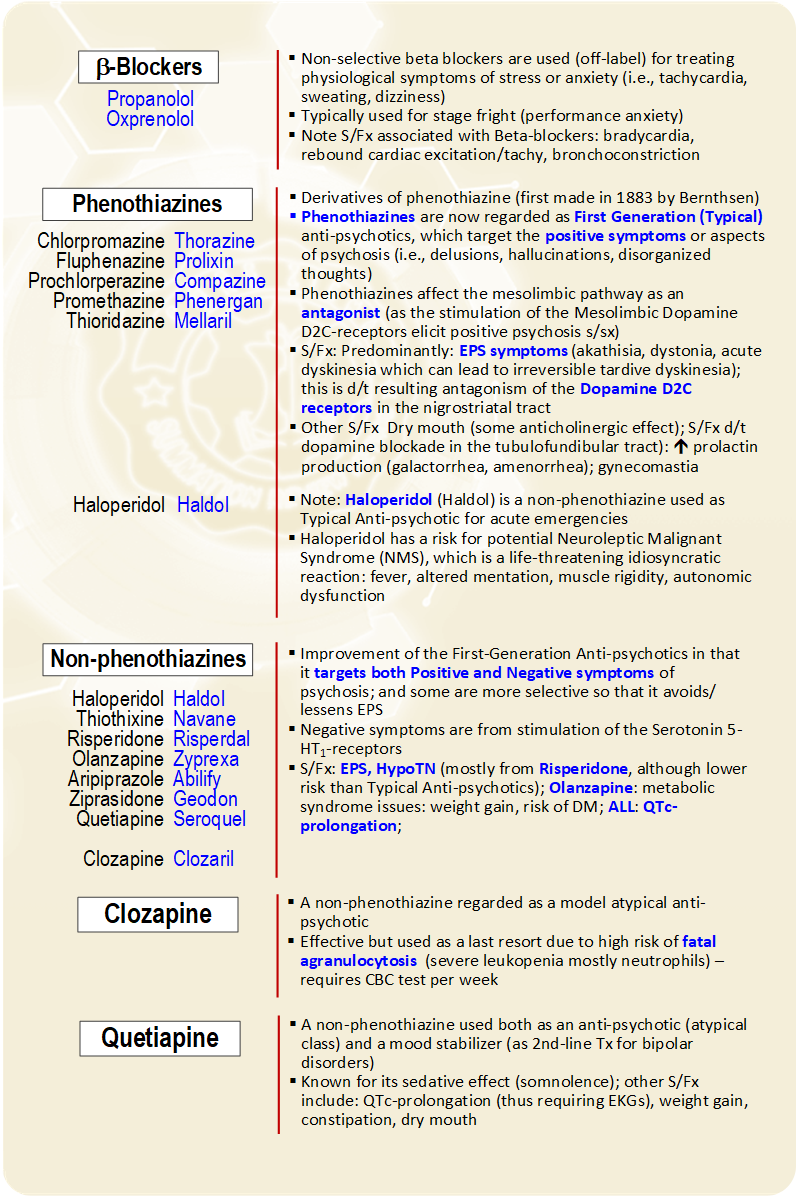 β-Blockers
Propanolol
Oxprenolol
▪ Non-selective beta blockers are used (off-label) for treating
physiological symptoms of stress or anxiety (i.e., tachycardia,
sweating, dizziness)
▪ Typically used for stage fright (performance anxiety)
▪ Note S/Fx associated with Beta-blockers: bradycardia,
rebound cardiac excitation/tachy, bronchoconstriction
Phenothiazines
Chlorpromazine Thorazine
Fluphenazine Prolixin
Prochlorperazine Compazine
Promethazine Phenergan
Thioridazine Mellaril
▪ Derivatives of phenothiazine (first made in 1883 by Bernthsen)
▪ Phenothiazines are now regarded as First Generation (Typical)
anti-psychotics, which target the positive symptoms or aspects
of psychosis (i.e., delusions, hallucinations, disorganized
thoughts)
▪ Phenothiazines affect the mesolimbic pathway as an
antagonist (as the stimulation of the Mesolimbic Dopamine
D2C-receptors elicit positive psychosis s/sx)
▪ S/Fx: Predominantly: EPS symptoms (akathisia, dystonia, acute
dyskinesia which can lead to irreversible tardive dyskinesia);
this is d/t resulting antagonism of the Dopamine D2C
receptors in the nigrostriatal tract
▪ Other S/Fx Dry mouth (some anticholinergic effect); S/Fx d/t
dopamine blockade in the tubulofundibular tract): 🡹 prolactin
production (galactorrhea, amenorrhea); gynecomastia
Haloperidol Haldol
▪ Note: Haloperidol (Haldol) is a non-phenothiazine used as
Typical Anti-psychotic for acute emergencies
▪ Haloperidol has a risk for potential Neuroleptic Malignant
Syndrome (NMS), which is a life-threatening idiosyncratic
reaction: fever, altered mentation, muscle rigidity, autonomic
dysfunction
Non-phenothiazines
Haloperidol Haldol
Thiothixine Navane
Risperidone Risperdal
Olanzapine Zyprexa
Aripiprazole Abilify
Ziprasidone Geodon
Quetiapine Seroquel
Clozapine Clozaril
▪ Improvement of the First-Generation Anti-psychotics in that
it targets both Positive and Negative symptoms of
psychosis; and some are more selective so that it avoids/
lessens EPS
▪ Negative symptoms are from stimulation of the Serotonin 5-
HT₁-receptors
▪ S/Fx: EPS, HypoTN (mostly from Risperidone, although lower
risk than Typical Anti-psychotics); Olanzapine: metabolic
syndrome issues: weight gain, risk of DM; ALL: QTc-
prolongation;
Clozapine
▪ A non-phenothiazine regarded as a model atypical anti-
psychotic
▪ Effective but used as a last resort due to high risk of fatal
agranulocytosis (severe leukopenia mostly neutrophils) –
requires CBC test per week
Quetiapine
▪ A non-phenothiazine used both as an anti-psychotic (atypical
class) and a mood stabilizer (as 2nd-line Tx for bipolar
disorders)
▪ Known for its sedative effect (somnolence); other S/Fx
include: QTc-prolongation (thus requiring EKGs), weight gain,
constipation, dry mouth